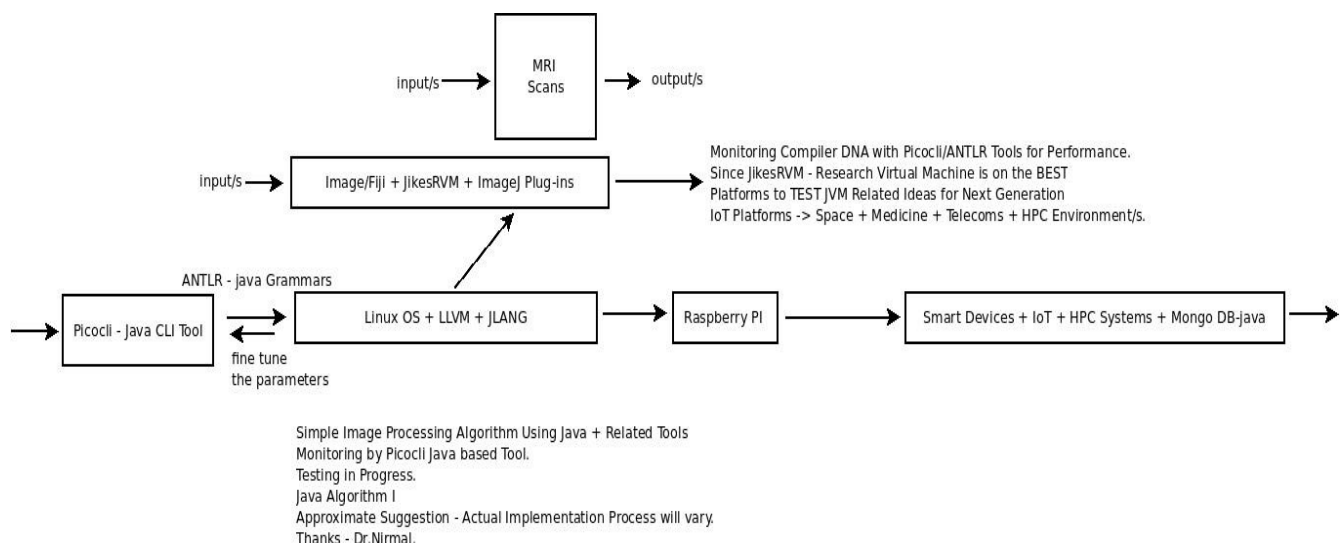 MRI
Scans
input/s
output/s
input/s
Image/Fiji + JikesRVM + ImageJ Plug-ins
Monitoring Compiler DNA with Picocli/ANTLR Tools for Performance.
Since JikesRVM - Research Virtual Machine is on the BEST
Platforms to TEST JVM Related Ideas for Next Generation
IoT Platforms -> Space + Medicine + Telecoms + HPC Environment/s.
ANTLR - java Grammars
Picocli - Java CLI Tool
Linux OS + LLVM + JLANG
Raspberry PI
Smart Devices + IoT + HPC Systems + Mongo DB-java
fine tune
the parameters
Simple Image Processing Algorithm Using Java + Related Tools
Monitoring by Picocli Java based Tool.
Testing in Progress.
Java Algorithm I
Approximate Suggestion - Actual Implementation Process will vary.
Thanks - Dr.Nirmal.